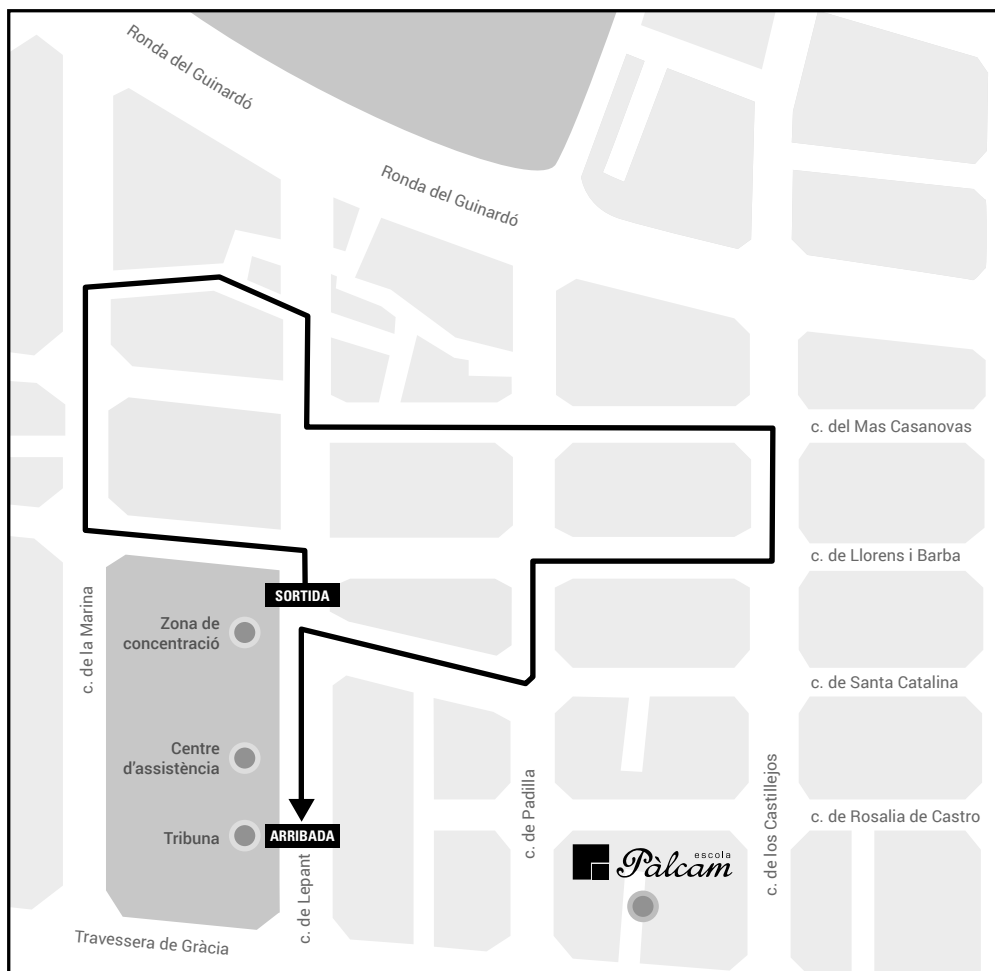 Ronda del Guinardó
Ronda del Guinardó
c. del Mas Casanovas
c. de Llorens i Barba
SORTIDA
c. de la Marina
Zona de
concentració
c. de Santa Catalina
Centre
d’assistència
c. de Padilla
c. de los Castillejos
c. de Rosalia de Castro
Tribuna
ARRIBADA
c. de Lepant
escola
Pàlcam
Travessera de Gràcia